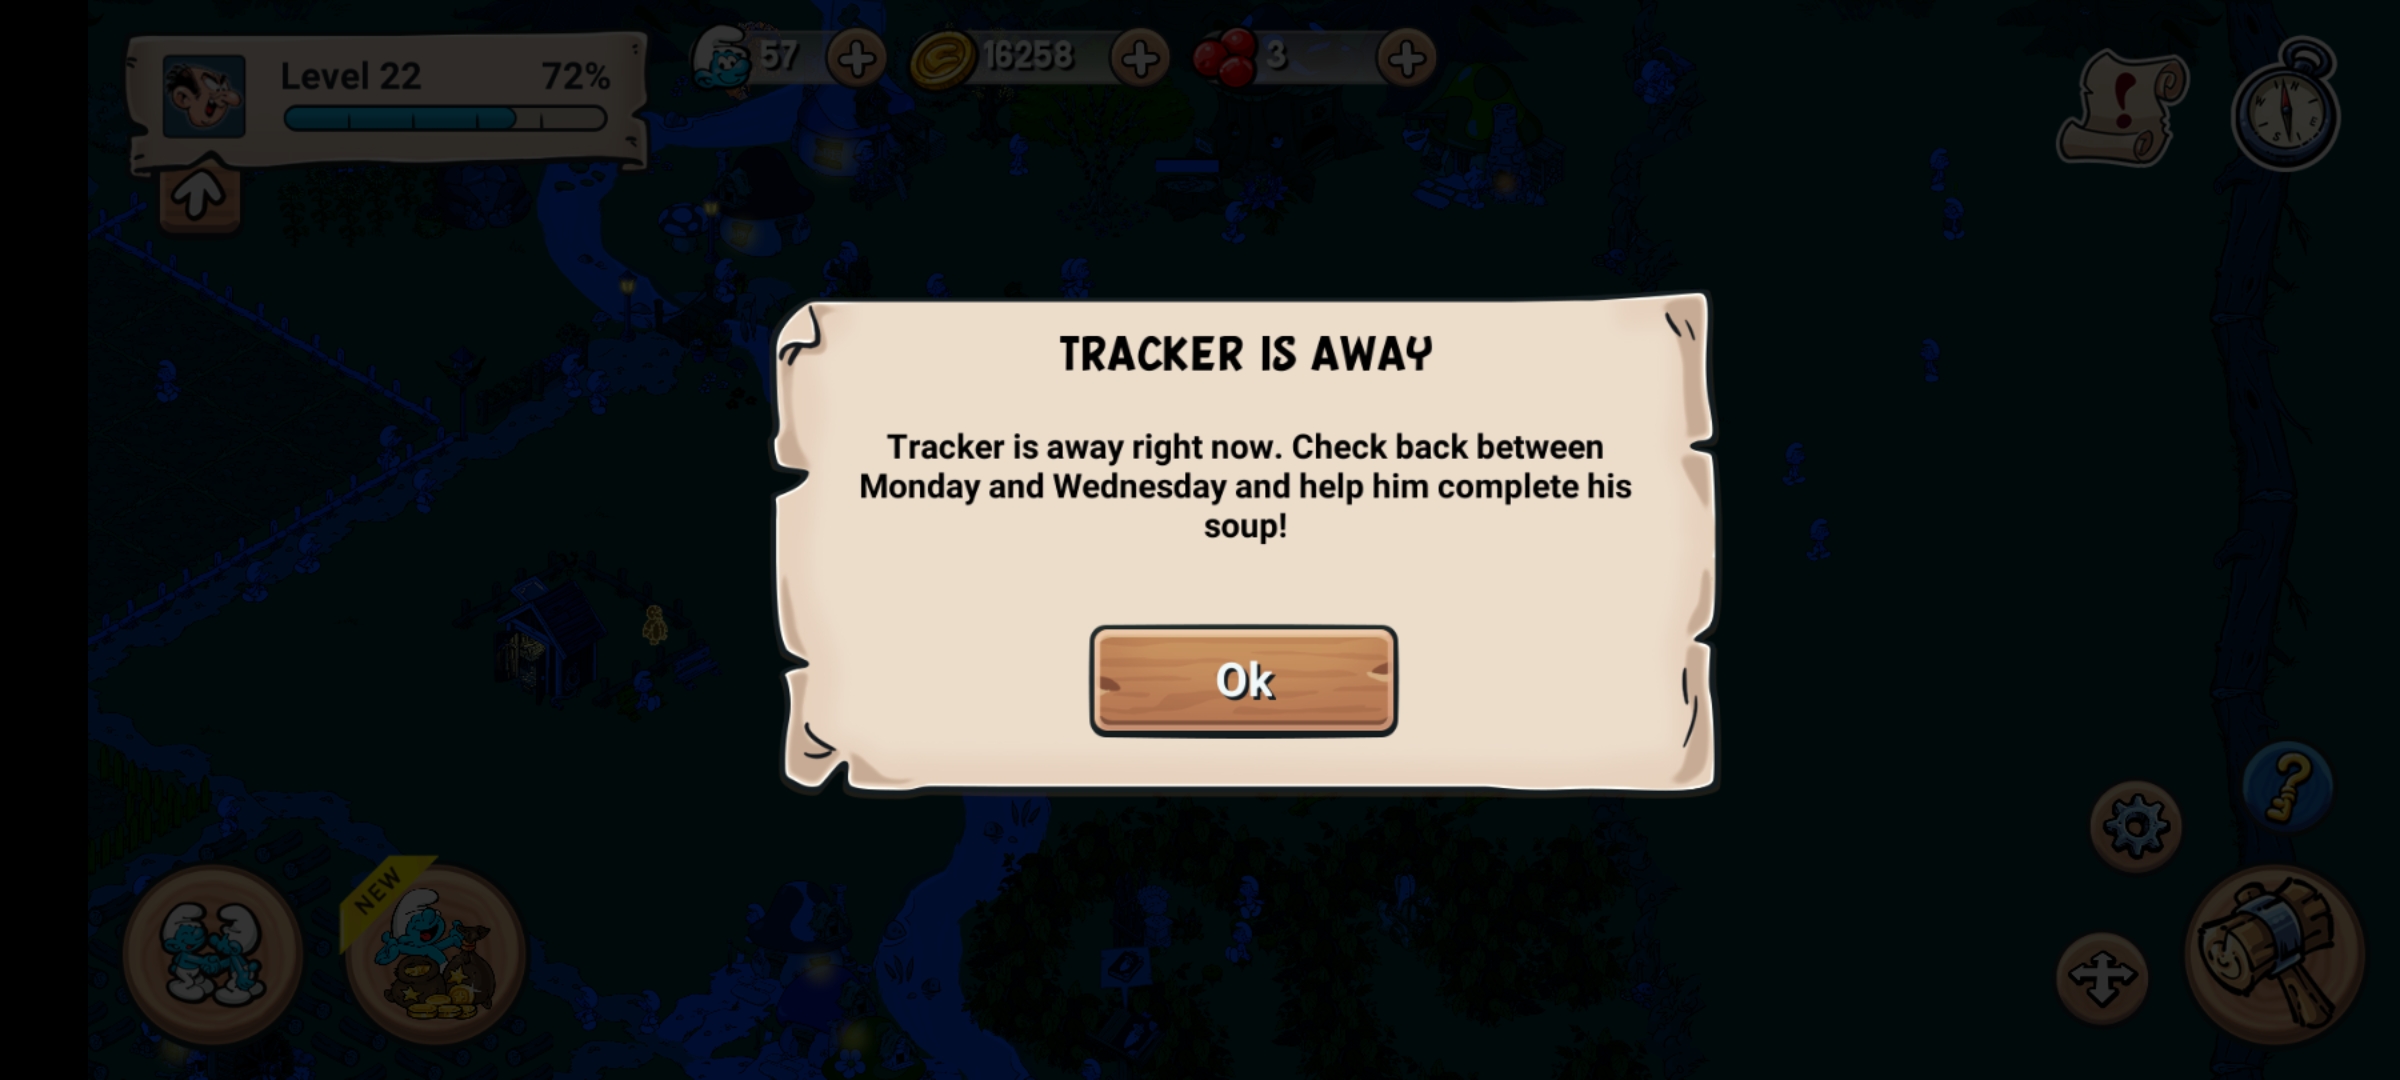 Level 22 72%
57
16258
3
TRACKER IS AWAY
Tracker is away right now. Check back between
Monday and Wednesday and help him complete his
soup!
Ok
NEW